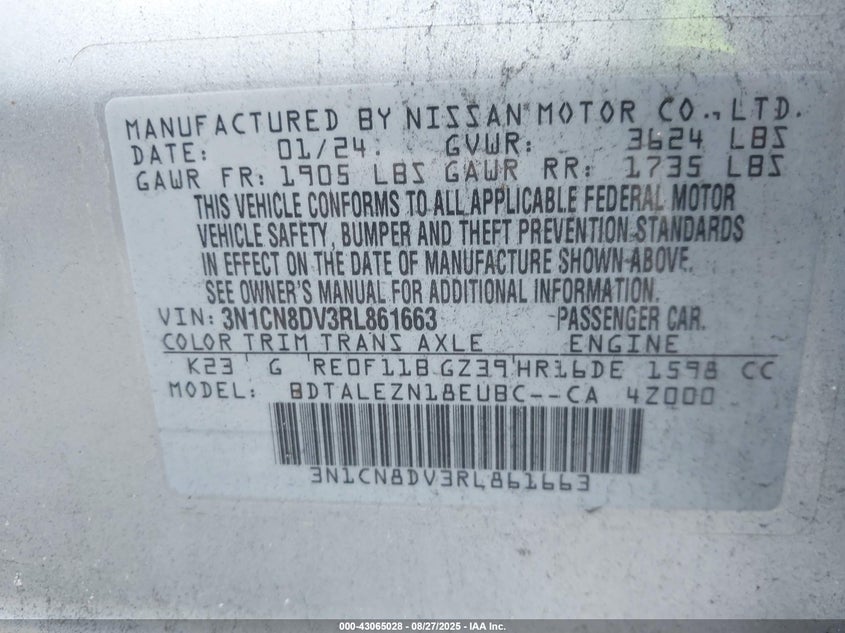 MANUFACTURED BY NISSAN MOTOR CO., LTD.
DATE: 01/24. GVWR: 3624 LBS
GAWR FR: 1905 LBS GAWR RR: 1735 LBS
THIS VEHICLE CONFORMS TO ALL APPLICABLE FEDERAL MOTOR
VEHICLE SAFETY, BUMPER AND THEFT PREVENTION STANDARDS
IN EFFECT ON THE DATE OF MANUFACTURE SHOWN ABOVE.
SEE OWNER'S MANUAL FOR ADDITIONAL INFORMATION.
VIN: 3N1CN8DV3RL861663 PASSENGER CAR.
COLOR TRIM TRANS AXLE ENGINE
K23 G RE0F11B GZ39 HR16DE 1598 CC
MODEL: BDTALEZN18EUBC--CA 4Z000
3N1CN8DV3RL861663
000-43065028 - 08/27/2025 - IAA Inc.